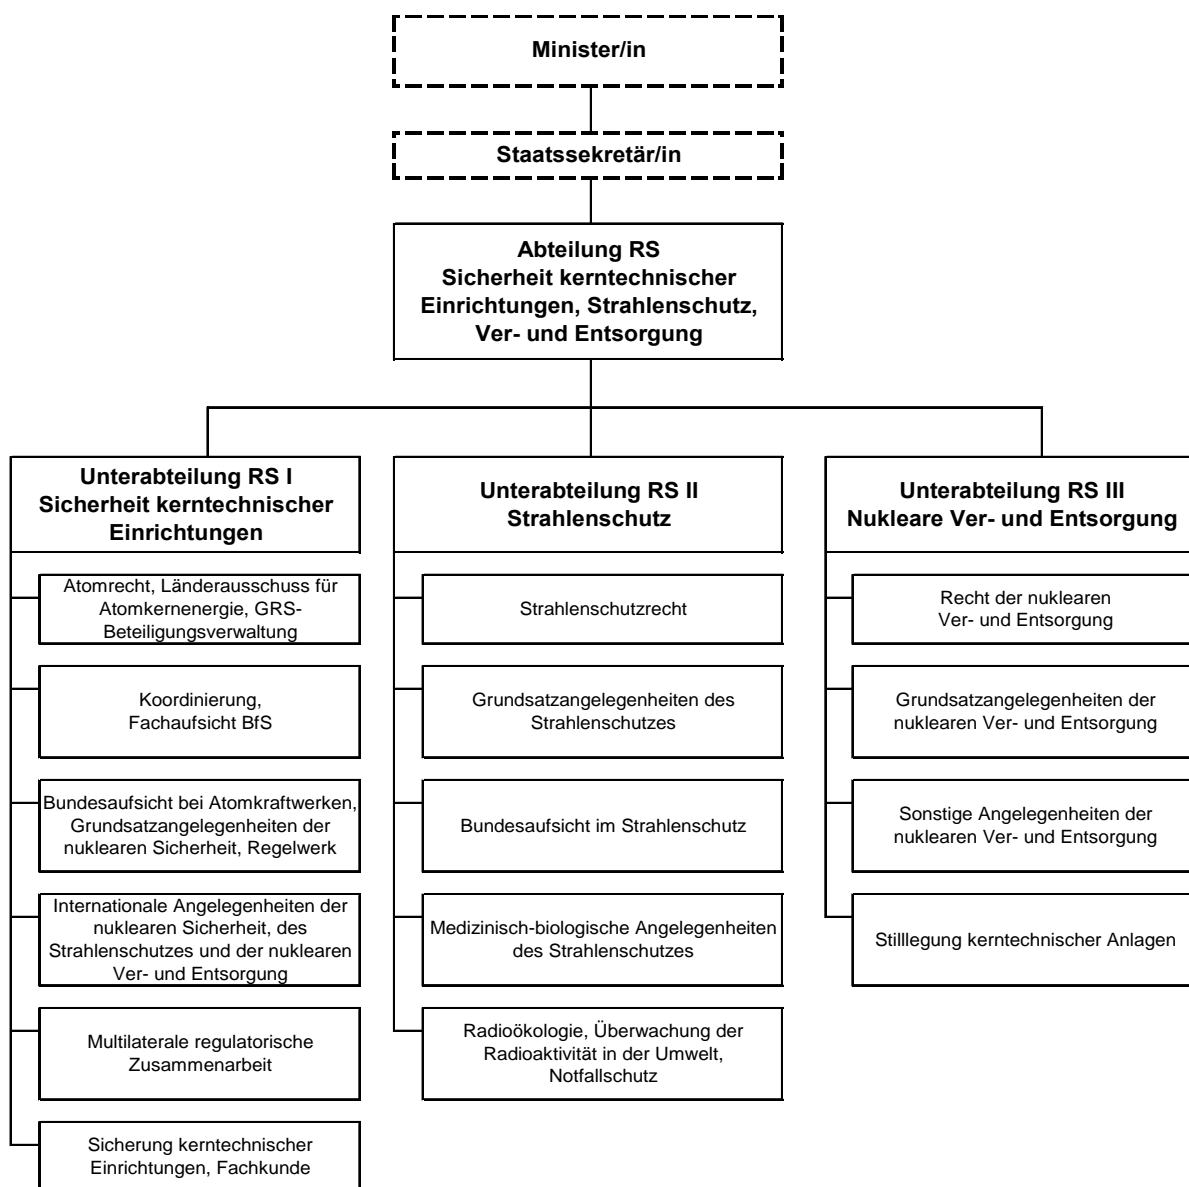 Minister/in
Staatssekretär/in
Abteilung RS
Sicherheit kerntechnischer
Einrichtungen, Strahlenschutz,
Ver- und Entsorgung
Unterabteilung RS I
Sicherheit kerntechnischer
Einrichtungen
Atomrecht, Länderausschuss für
Atomkernenergie, GRS-
Beteiligungsverwaltung
Koordinierung,
Fachaufsicht BfS
Bundesaufsicht bei Atomkraftwerken,
Grundsatzangelegenheiten der
nuklearen Sicherheit, Regelwerk
Internationale Angelegenheiten der
nuklearen Sicherheit, des
Strahlenschutzes und der nuklearen
Ver- und Entsorgung
Multilaterale regulatorische
Zusammenarbeit
Sicherung kerntechnischer
Einrichtungen, Fachkunde
Unterabteilung RS II
Strahlenschutz
Strahlenschutzrecht
Grundsatzangelegenheiten des
Strahlenschutzes
Bundesaufsicht im Strahlenschutz
Medizinisch-biologische Angelegenheiten
des Strahlenschutzes
Radioökologie, Überwachung der
Radioaktivität in der Umwelt,
Notfallschutz
Unterabteilung RS III
Nukleare Ver- und Entsorgung
Recht der nuklearen
Ver- und Entsorgung
Grundsatzangelegenheiten der
nuklearen Ver- und Entsorgung
Sonstige Angelegenheiten der
nuklearen Ver- und Entsorgung
Stilllegung kerntechnischer Anlagen